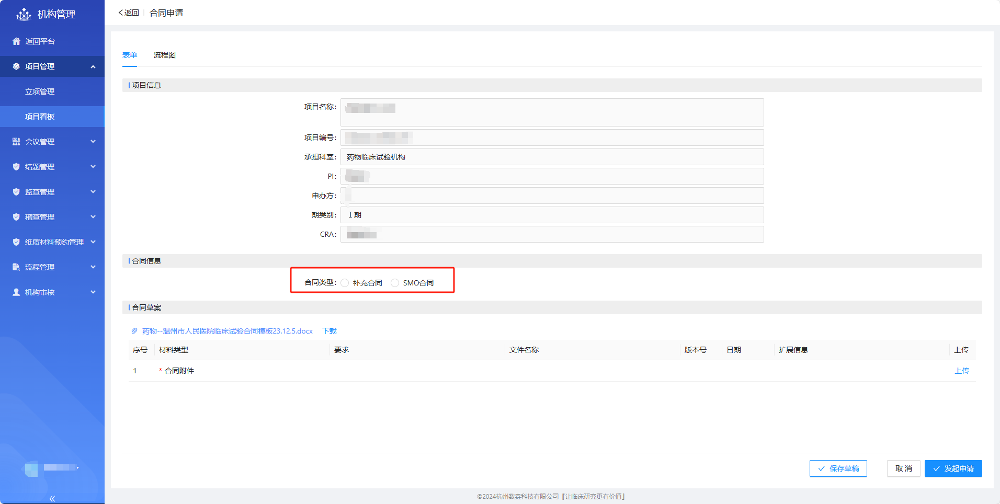 机构管理
返回平台
项目管理
立项管理
项目看板
会议管理
结题管理
监查管理
稽查管理
纸质材料预约管理
流程管理
机构审核
返回 合同申请
表单 流程图
项目信息
项目名称:
项目编号:
承担科室: 药物临床试验机构
PI:
申办方:
期类别: Ⅰ期
CRA:
合同信息
合同类型: 补充合同 SMO合同
合同草案
药物--温州市人民医院临床试验合同模板23.12.5.docx 下载
序号 材料类型 要求 文件名称 版本号 日期 扩展信息 上传
1 * 合同附件 上传
保存草稿 取 消 发起申请
©2024杭州数垚科技有限公司『让临床研究更有价值』